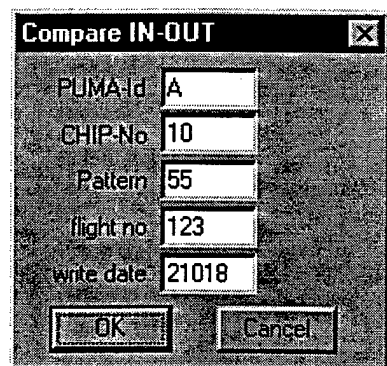 Compare IN-OUT
PUMA-Id A
CHIP-No 10
Pattern 55
flight no 123
write date 21018
OK Cancel